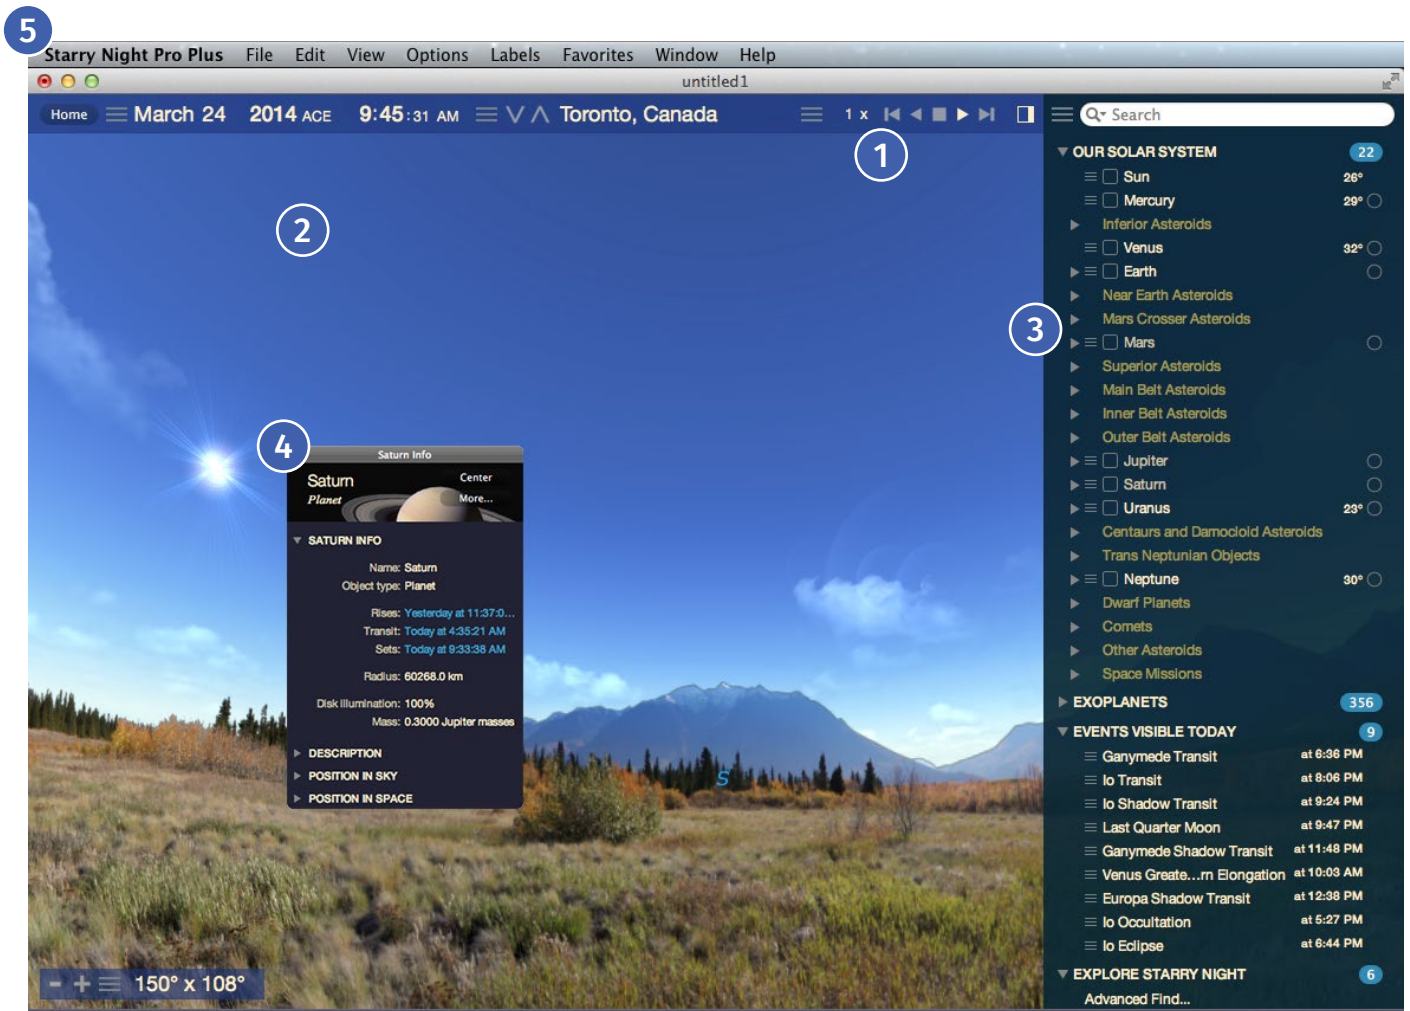 5
Starry Night Pro Plus File Edit View Options Labels Favorites Window Help
untitled1
Home March 24 2014 ACE 9:45:31 AM Toronto, Canada 1 x Search
1
2
3
4
OUR SOLAR SYSTEM 22
Sun 26°
Mercury 29°
Inferior Asteroids
Venus 32°
Earth
Near Earth Asteroids
Mars Crosser Asteroids
Mars
Superior Asteroids
Main Belt Asteroids
Inner Belt Asteroids
Outer Belt Asteroids
Jupiter
Saturn
Uranus 23°
Centaurs and Damocloid Asteroids
Trans Neptunian Objects
Neptune 30°
Dwarf Planets
Comets
Other Asteroids
Space Missions
EXOPLANETS 356
EVENTS VISIBLE TODAY 9
Ganymede Transit at 6:36 PM
Io Transit at 8:06 PM
Io Shadow Transit at 9:24 PM
Last Quarter Moon at 9:47 PM
Ganymede Shadow Transit at 11:48 PM
Venus Greate...rn Elongation at 10:03 AM
Europa Shadow Transit at 12:38 PM
Io Occultation at 5:27 PM
Io Eclipse at 6:44 PM
EXPLORE STARRY NIGHT 6
Advanced Find...
Saturn Info
Saturn Center
Planet More...
SATURN INFO
Name: Saturn
Object type: Planet
Rises: Yesterday at 11:37:0...
Transit: Today at 4:35:21 AM
Sets: Today at 9:33:38 AM
Radius: 60268.0 km
Disk illumination: 100%
Mass: 0.3000 Jupiter masses
DESCRIPTION
POSITION IN SKY
POSITION IN SPACE
S
- + 150° x 108°